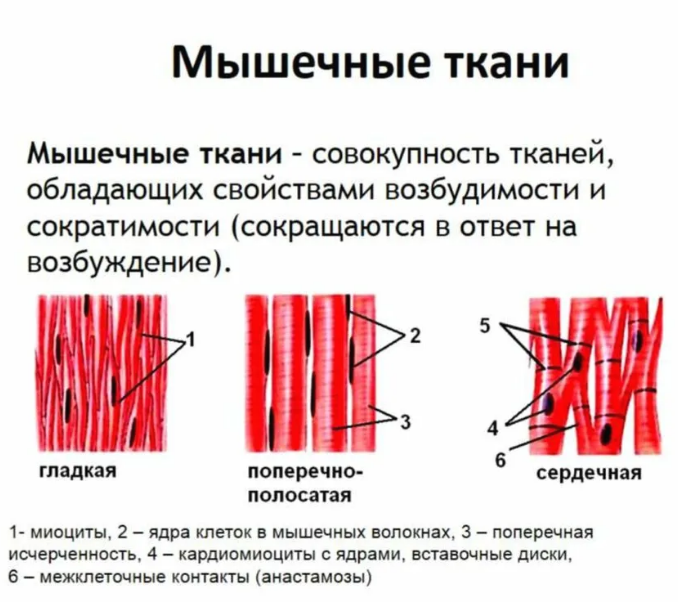 Мышечные ткани
Мышечные ткани - совокупность тканей,
обладающих свойствами возбудимости и
сократимости (сокращаются в ответ на
возбуждение).
1
2
3
5
4
6
гладкая
поперечно-
полосатая
сердечная
1- миоциты, 2 – ядра клеток в мышечных волокнах, 3 – поперечная
исчерченность, 4 – кардиомиоциты с ядрами, вставочные диски,
6 – межклеточные контакты (анастамозы)